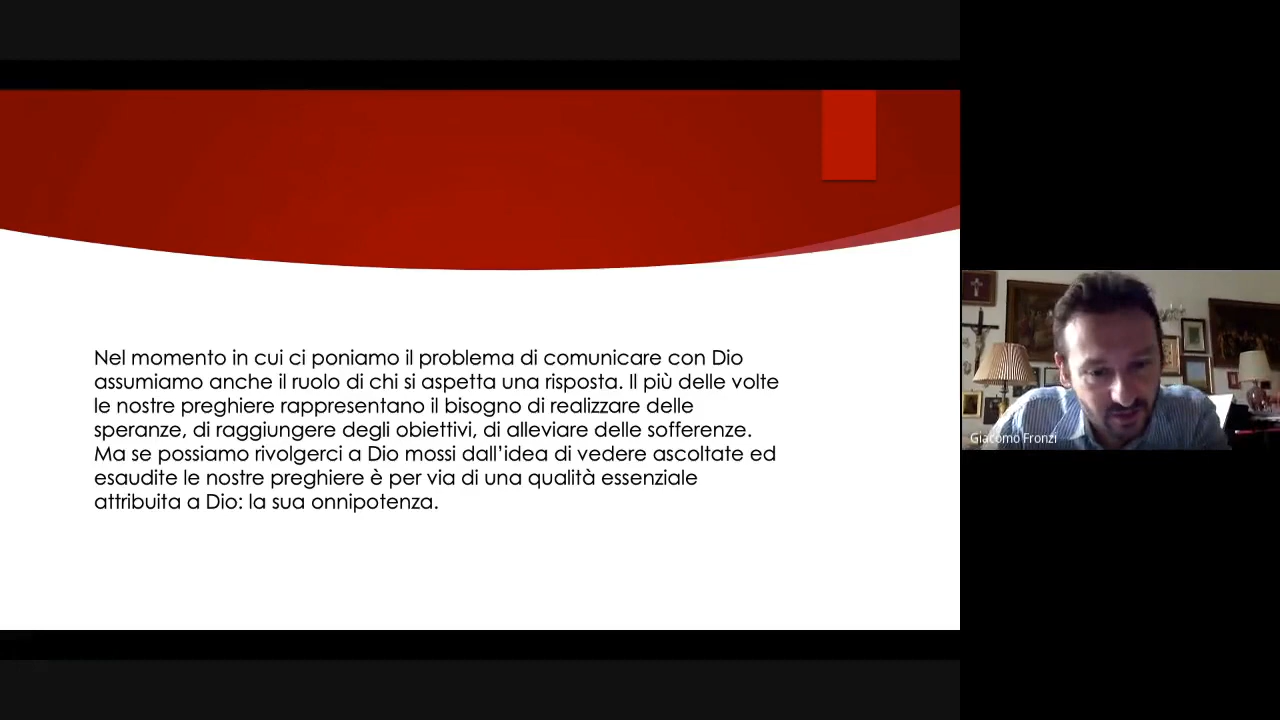 Nel momento in cui ci poniamo il problema di comunicare con Dio
assumiamo anche il ruolo di chi si aspetta una risposta. Il più delle volte
le nostre preghiere rappresentano il bisogno di realizzare delle
speranze, di raggiungere degli obiettivi, di alleviare delle sofferenze.
Ma se possiamo rivolgerci a Dio mossi dall’idea di vedere ascoltate ed
esaudite le nostre preghiere è per via di una qualità essenziale
attribuita a Dio: la sua onnipotenza.
Giacomo Fronzi